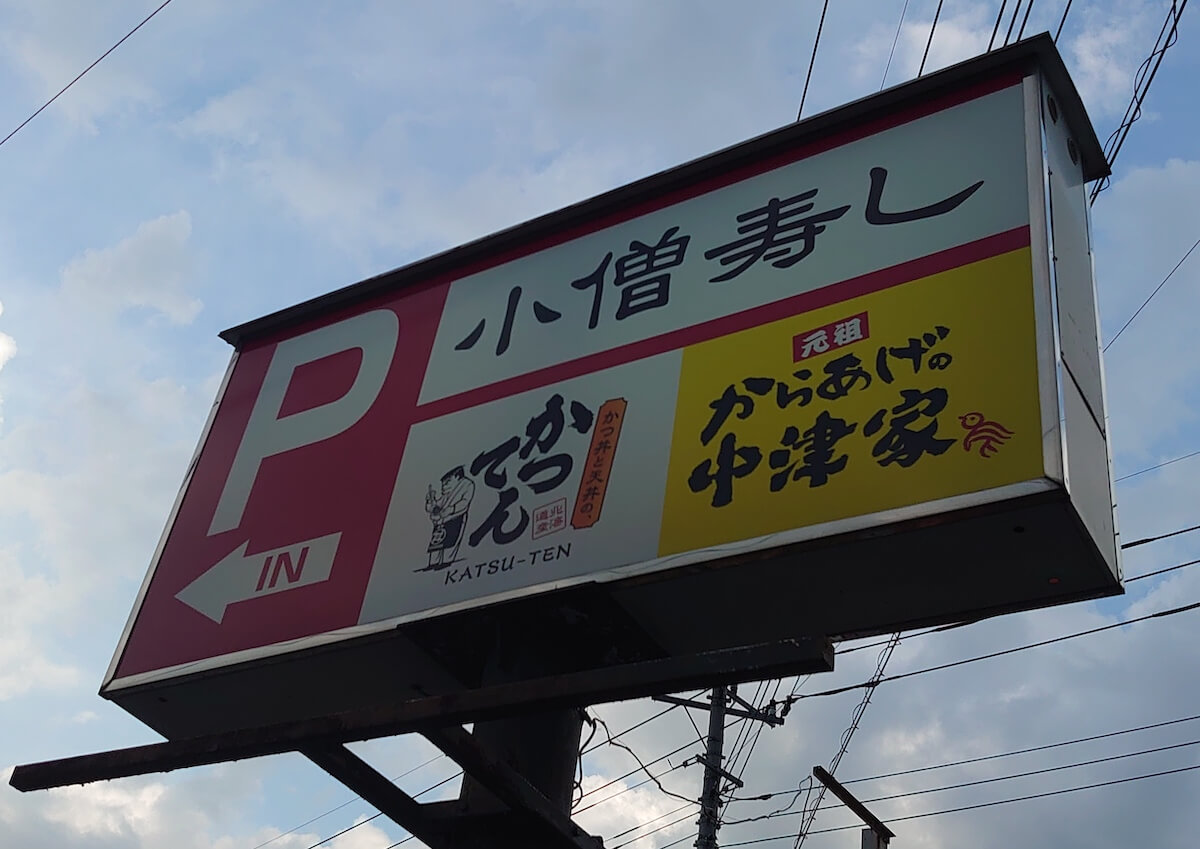 P
IN
小僧寿し
かつ丼と天丼の、
かつ
てん
北海
道産
KATSU-TEN
元祖
からあげの
中津家